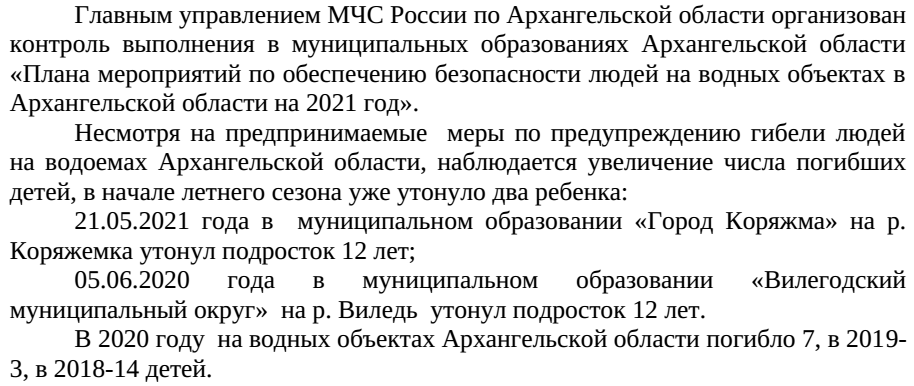 Главным управлением МЧС России по Архангельской области организован
контроль выполнения в муниципальных образованиях Архангельской области
«Плана мероприятий по обеспечению безопасности людей на водных объектах в
Архангельской области на 2021 год».
Несмотря на предпринимаемые меры по предупреждению гибели людей
на водоемах Архангельской области, наблюдается увеличение числа погибших
детей, в начале летнего сезона уже утонуло два ребенка:
21.05.2021 года в муниципальном образовании «Город Коряжма» на р.
Коряжемка утонул подросток 12 лет;
05.06.2020 года в муниципальном образовании «Вилегодский
муниципальный округ» на р. Виледь утонул подросток 12 лет.
В 2020 году на водных объектах Архангельской области погибло 7, в 2019-
3, в 2018-14 детей.